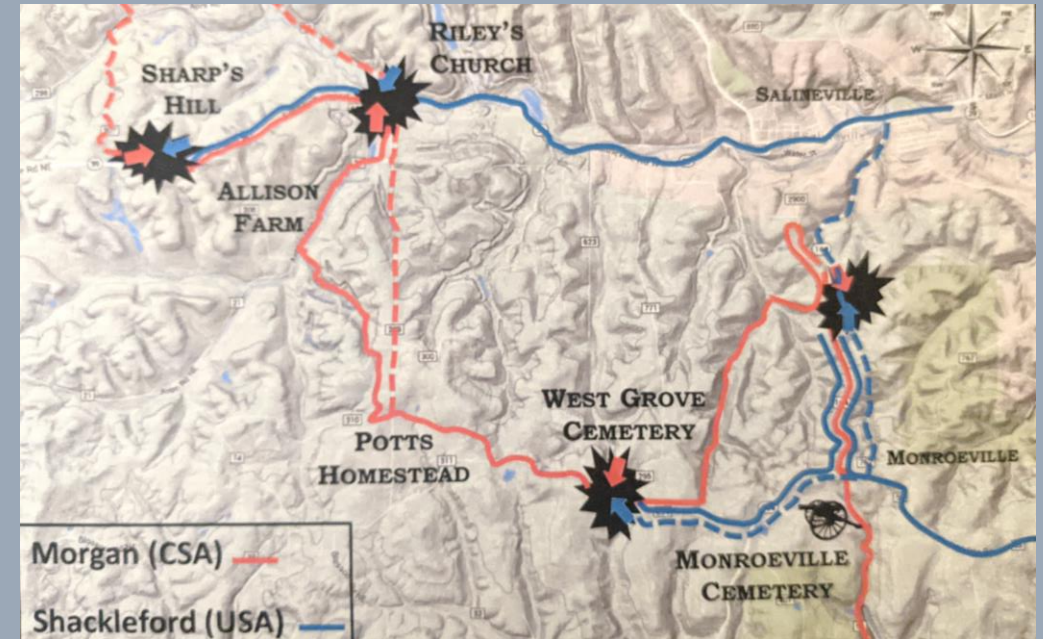 RILEY'S
CHURCH
SHARP'S
HILL
SALINEVILLE
W
E
ALLISON
FARM
WEST GROVE
CEMETERY
POTTS
HOMESTEAD
MONROEVILLE
MONROEVILLE
CEMETERY
Morgan (CSA)
Shackleford (USA)